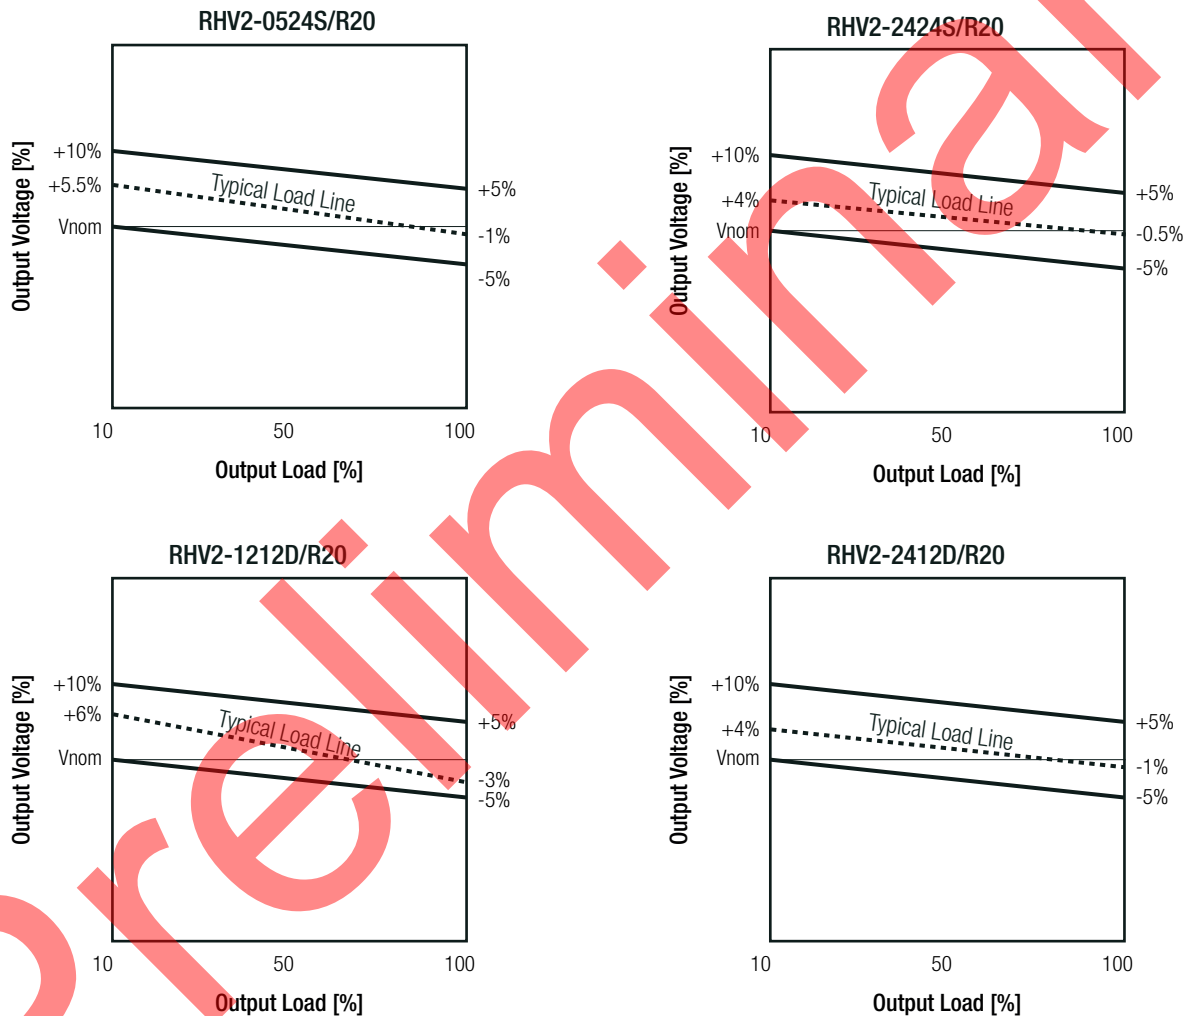 RHV2-0524S/R20
Output Voltage [%]
+10%
+5.5%
Vnom
Typical Load Line
+5%
-1%
-5%
10
50
100
Output Load [%]
RHV2-2424S/R20
Output Voltage [%]
+10%
+4%
Vnom
Typical Load Line
+5%
-0.5%
-5%
10
50
100
Output Load [%]
RHV2-1212D/R20
Output Voltage [%]
+10%
+6%
Vnom
Typical Load Line
+5%
-3%
-5%
10
50
100
Output Load [%]
RHV2-2412D/R20
Output Voltage [%]
+10%
+4%
Vnom
Typical Load Line
+5%
-1%
-5%
10
50
100
Output Load [%]
preliminar